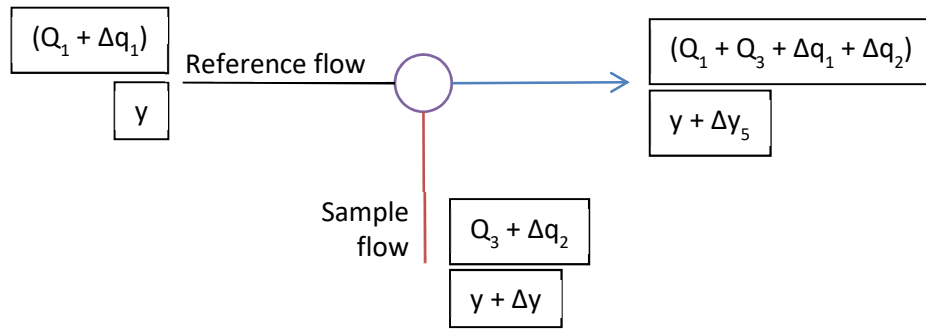 (Q₁ + Δq₁)
y
Reference flow
(Q₁ + Q₃ + Δq₁ + Δq₂)
y + Δy₅
Sample
flow
Q₃ + Δq₂
y + Δy